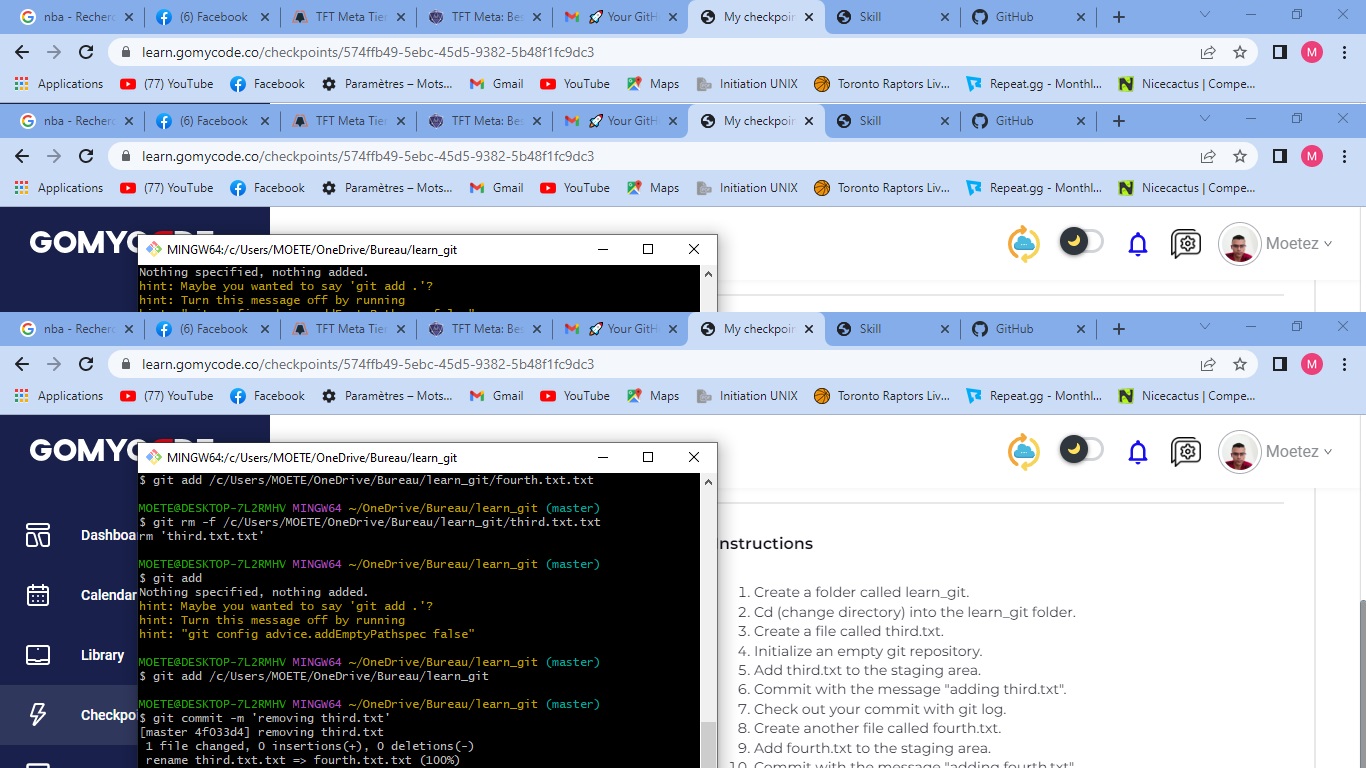 nba - Recherc
(6) Facebook
TFT Meta Tier
TFT Meta: Bes
Your GitH
My checkpoin
Skill
GitHub
learn.gomycode.co/checkpoints/574ffb49-5ebc-45d5-9382-5b48f1fc9dc3
M
Applications
(77) YouTube
Facebook
Paramètres – Mots...
Gmail
YouTube
Maps
Initiation UNIX
Toronto Raptors Liv...
Repeat.gg - Monthl...
Nicecactus | Compe...
nba - Recherc
(6) Facebook
TFT Meta Tier
TFT Meta: Bes
Your GitH
My checkpoin
Skill
GitHub
learn.gomycode.co/checkpoints/574ffb49-5ebc-45d5-9382-5b48f1fc9dc3
M
Applications
(77) YouTube
Facebook
Paramètres – Mots...
Gmail
YouTube
Maps
Initiation UNIX
Toronto Raptors Liv...
Repeat.gg - Monthl...
Nicecactus | Compe...
GOMYCODE
Moetez
MINGW64:/c/Users/MOETE/OneDrive/Bureau/learn_git
Nothing specified, nothing added.
hint: Maybe you wanted to say 'git add .'?
hint: Turn this message off by running
nba - Recherc
(6) Facebook
TFT Meta Tier
TFT Meta: Bes
Your GitH
My checkpoin
Skill
GitHub
learn.gomycode.co/checkpoints/574ffb49-5ebc-45d5-9382-5b48f1fc9dc3
M
Applications
(77) YouTube
Facebook
Paramètres – Mots...
Gmail
YouTube
Maps
Initiation UNIX
Toronto Raptors Liv...
Repeat.gg - Monthl...
Nicecactus | Compe...
GOMYCODE
Moetez
Dashboa
Calendar
Library
Checkpoi
MINGW64:/c/Users/MOETE/OneDrive/Bureau/learn_git
$ git add /c/Users/MOETE/OneDrive/Bureau/learn_git/fourth.txt.txt
MOETE@DESKTOP-7L2RMHV MINGW64 ~/OneDrive/Bureau/learn_git (master)
$ git rm -f /c/Users/MOETE/OneDrive/Bureau/learn_git/third.txt.txt
rm 'third.txt.txt'
MOETE@DESKTOP-7L2RMHV MINGW64 ~/OneDrive/Bureau/learn_git (master)
$ git add
Nothing specified, nothing added.
hint: Maybe you wanted to say 'git add .'?
hint: Turn this message off by running
hint: "git config advice.addEmptyPathspec false"
MOETE@DESKTOP-7L2RMHV MINGW64 ~/OneDrive/Bureau/learn_git (master)
$ git add /c/Users/MOETE/OneDrive/Bureau/learn_git
MOETE@DESKTOP-7L2RMHV MINGW64 ~/OneDrive/Bureau/learn_git (master)
$ git commit -m 'removing third.txt'
[master 4f033d4] removing third.txt
1 file changed, 0 insertions(+), 0 deletions(-)
rename third.txt.txt => fourth.txt.txt (100%)
nstructions
1. Create a folder called learn_git.
2. Cd (change directory) into the learn_git folder.
3. Create a file called third.txt.
4. Initialize an empty git repository.
5. Add third.txt to the staging area.
6. Commit with the message "adding third.txt".
7. Check out your commit with git log.
8. Create another file called fourth.txt.
9. Add fourth.txt to the staging area.
10. Commit with the message "adding fourth.txt"